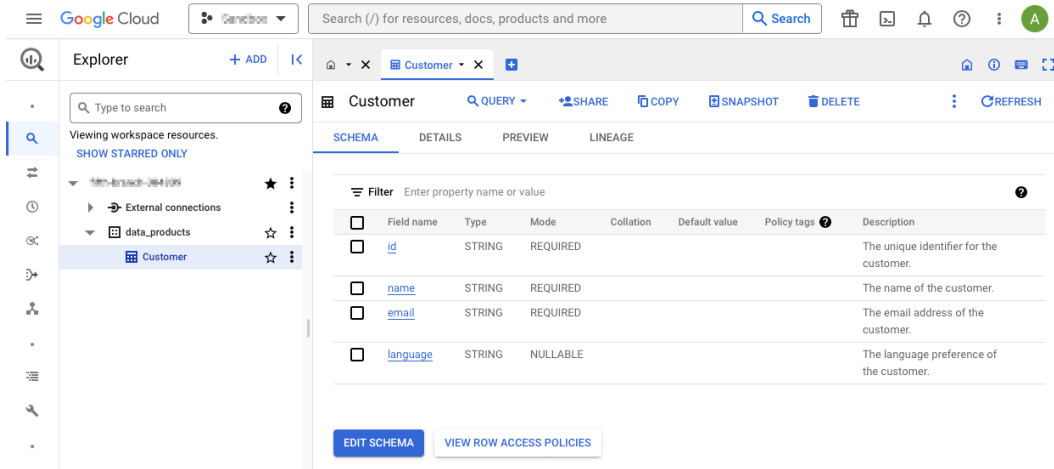 Google Cloud
Search (/) for resources, docs, products and more
Search
A
Explorer
+ ADD
Type to search
Viewing workspace resources.
SHOW STARRED ONLY
External connections
data_products
Customer
Customer
Customer
QUERY
SHARE
COPY
SNAPSHOT
DELETE
REFRESH
SCHEMA
DETAILS
PREVIEW
LINEAGE
Filter Enter property name or value
Field name Type Mode Collation Default value Policy tags Description
id STRING REQUIRED The unique identifier for the
customer.
name STRING REQUIRED The name of the customer.
email STRING REQUIRED The email address of the
customer.
language STRING NULLABLE The language preference of
the customer.
EDIT SCHEMA
VIEW ROW ACCESS POLICIES